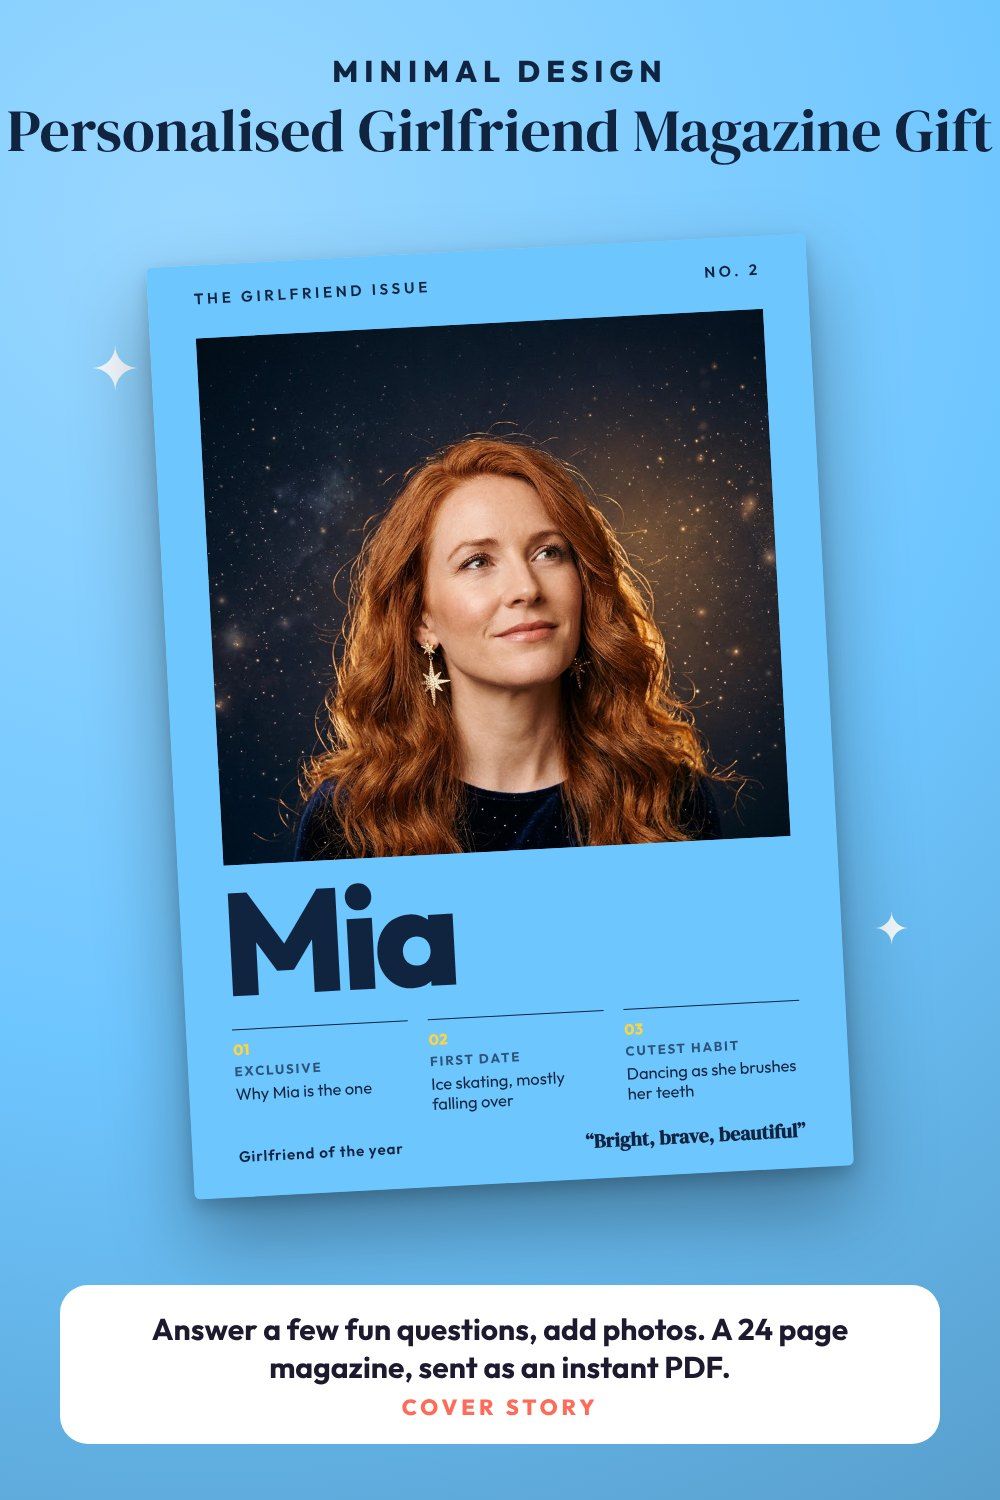 MINIMAL DESIGN
Personalised Girlfriend Magazine Gift
THE GIRLFRIEND ISSUE
NO. 2
Mia
01
EXCLUSIVE
Why Mia is the one
02
FIRST DATE
Ice skating, mostly
falling over
03
CUTEST HABIT
Dancing as she brushes
her teeth
Girlfriend of the year
“Bright, brave, beautiful”
Answer a few fun questions, add photos. A 24 page
magazine, sent as an instant PDF.
COVER STORY